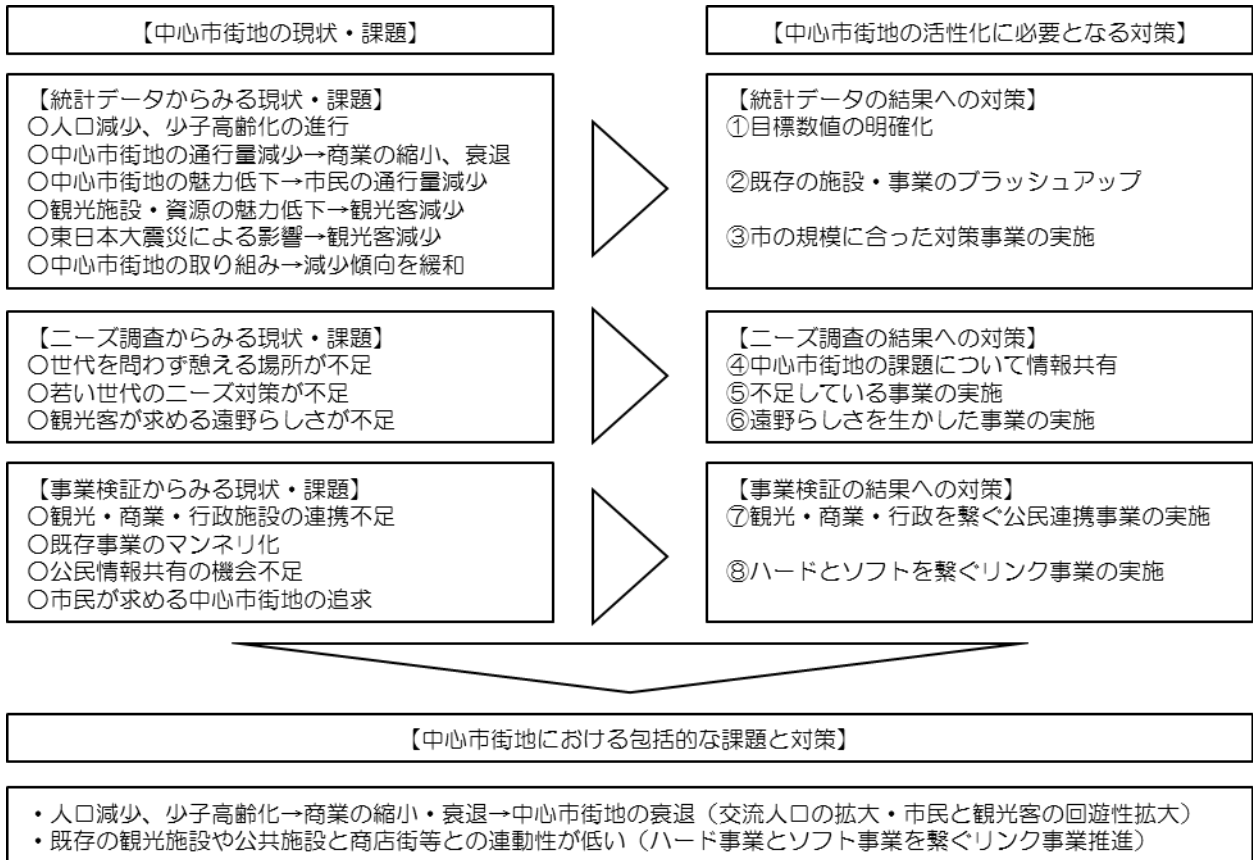 【中心市街地の現状・課題】
【中心市街地の活性化に必要となる対策】
【統計データからみる現状・課題】
○人口減少、少子高齢化の進行
○中心市街地の通行量減少→商業の縮小、衰退
○中心市街地の魅力低下→市民の通行量減少
○観光施設・資源の魅力低下→観光客減少
○東日本大震災による影響→観光客減少
○中心市街地の取り組み→減少傾向を緩和
【統計データの結果への対策】
①目標数値の明確化
②既存の施設・事業のブラッシュアップ
③市の規模に合った対策事業の実施
【ニーズ調査からみる現状・課題】
○世代を問わず憩える場所が不足
○若い世代のニーズ対策が不足
○観光客が求める遠野らしさが不足
【ニーズ調査の結果への対策】
④中心市街地の課題について情報共有
⑤不足している事業の実施
⑥遠野らしさを生かした事業の実施
【事業検証からみる現状・課題】
○観光・商業・行政施設の連携不足
○既存事業のマンネリ化
○公民情報共有の機会不足
○市民が求める中心市街地の追求
【事業検証の結果への対策】
⑦観光・商業・行政を繋ぐ公民連携事業の実施
⑧ハードとソフトを繋ぐリンク事業の実施
【中心市街地における包括的な課題と対策】
・人口減少、少子高齢化→商業の縮小・衰退→中心市街地の衰退（交流人口の拡大・市民と観光客の回遊性拡大）
・既存の観光施設や公共施設と商店街等との連動性が低い（ハード事業とソフト事業を繋ぐリンク事業推進）